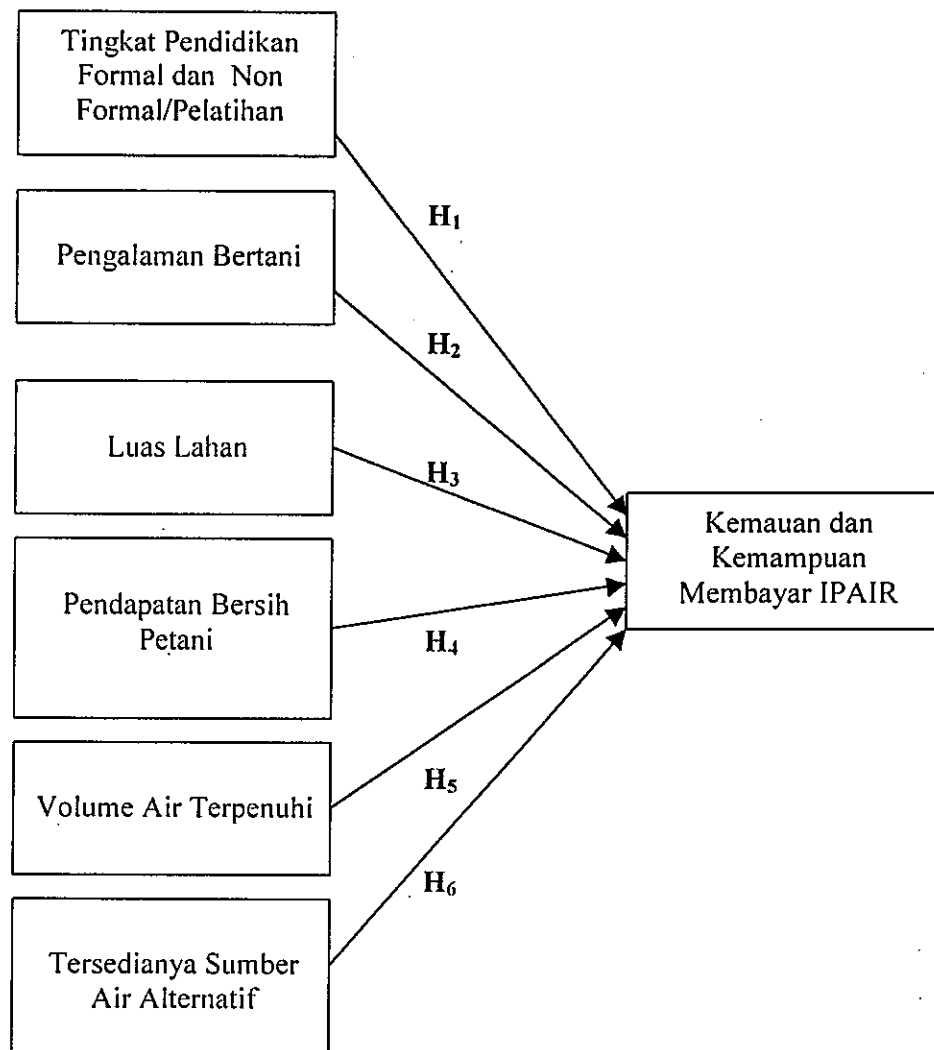 Tingkat Pendidikan
Formal dan Non
Formal/Pelatihan
H1
Pengalaman Bertani
H2
Luas Lahan
H3
Kemauan dan
Kemampuan
Membayar IPAIR
Pendapatan Bersih
Petani
H4
Volume Air Terpenuhi
H5
H6
Tersedianya Sumber
Air Alternatif